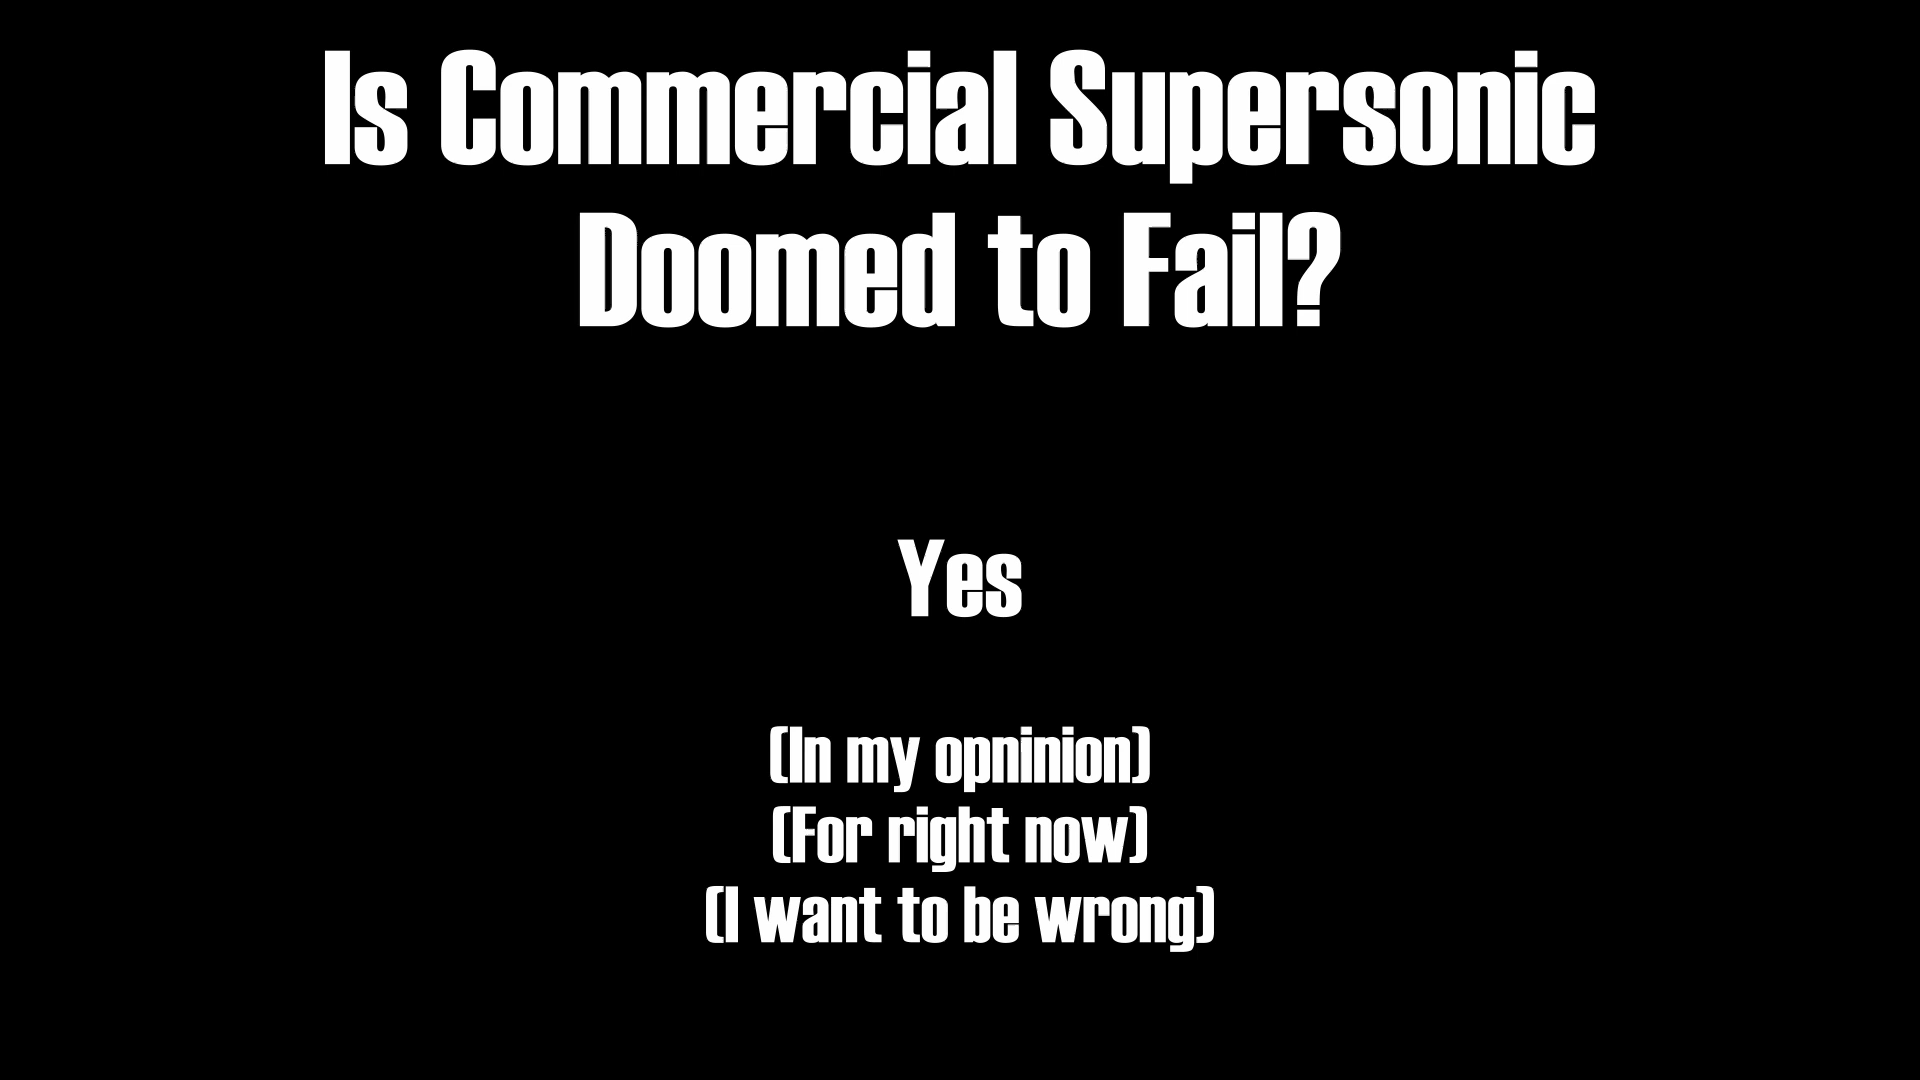 Is Commercial Supersonic
Doomed to Fail?
Yes
(In my opninion)
(For right now)
(I want to be wrong)